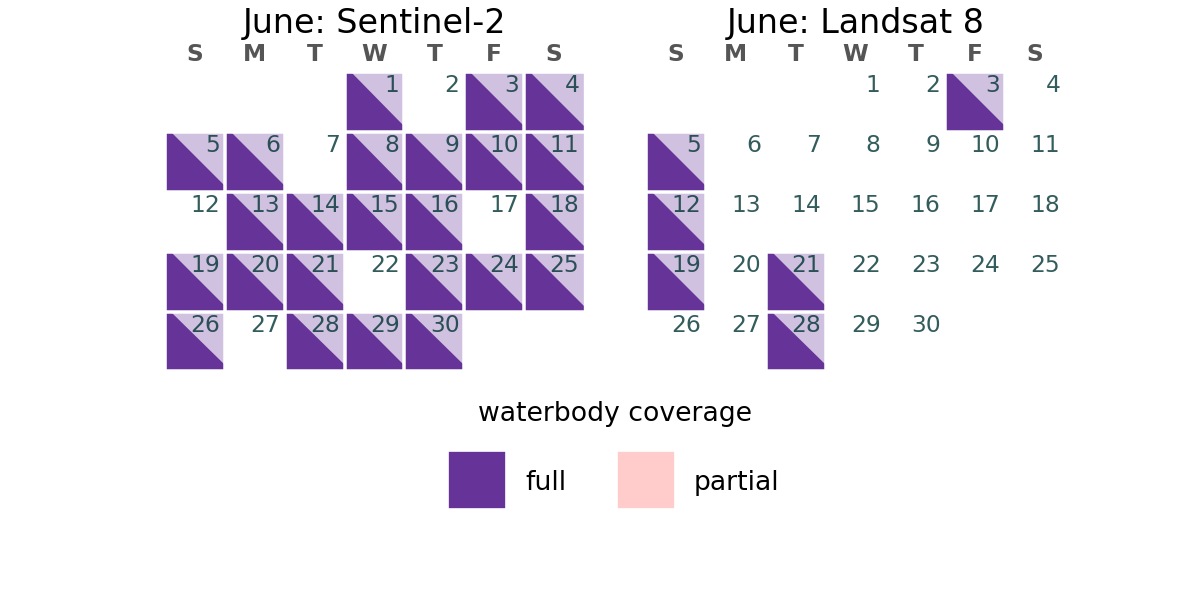 June: Sentinel-2
S M T W T F S
1 2 3 4
5 6 7 8 9 10 11
12 13 14 15 16 17 18
19 20 21 22 23 24 25
26 27 28 29 30
June: Landsat 8
S M T W T F S
1 2 3 4
5 6 7 8 9 10 11
12 13 14 15 16 17 18
19 20 21 22 23 24 25
26 27 28 29 30
waterbody coverage
full partial